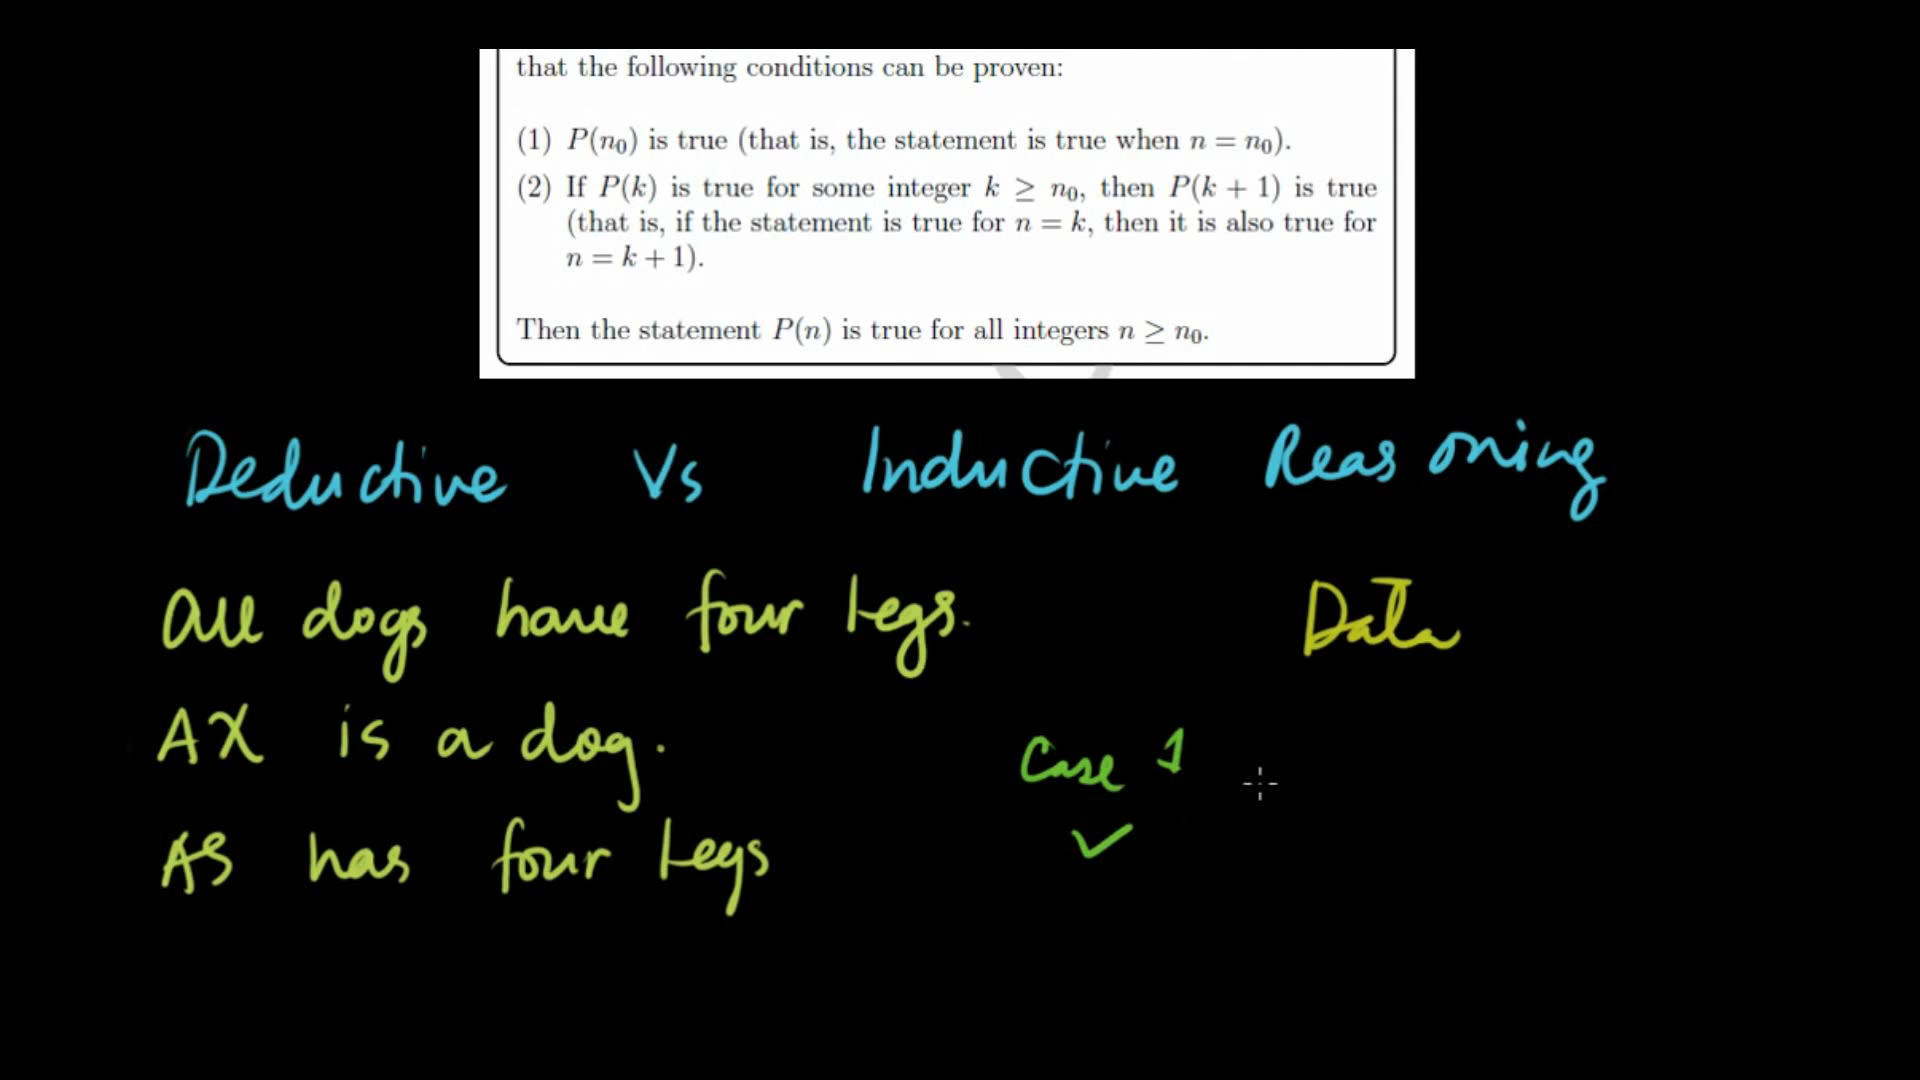 that the following conditions can be proven:
(1) P(n₀) is true (that is, the statement is true when n = n₀).
(2) If P(k) is true for some integer k ≥ n₀, then P(k + 1) is true
(that is, if the statement is true for n = k, then it is also true for
n = k + 1).
Then the statement P(n) is true for all integers n ≥ n₀.
Deductive Vs Inductive Reasoning
All dogs have four legs.
AX is a dog.
AS has four legs
Data
Case 1
✓